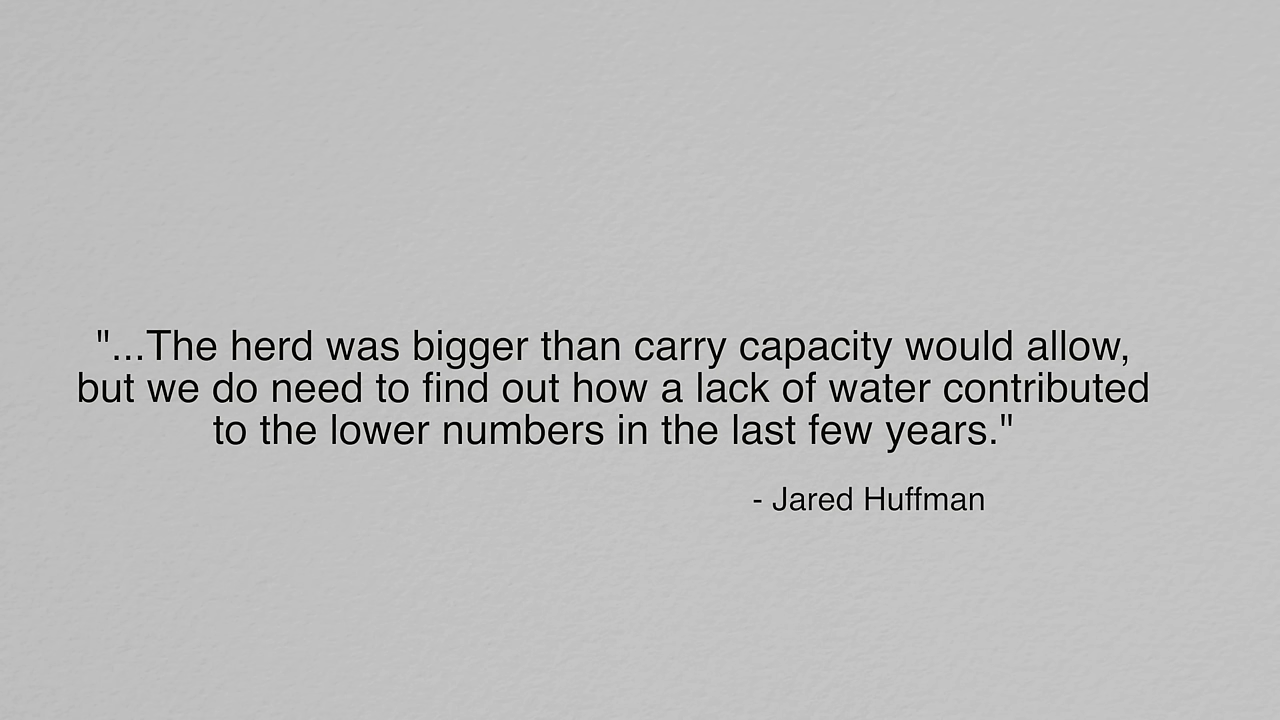 "...The herd was bigger than carry capacity would allow,
but we do need to find out how a lack of water contributed
to the lower numbers in the last few years."
- Jared Huffman